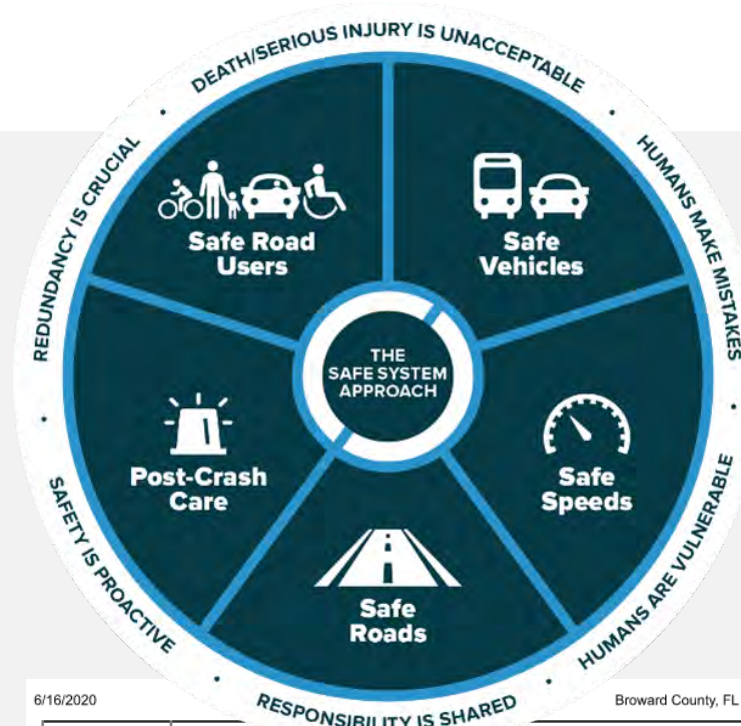 DEATH/SERIOUS INJURY IS UNACCEPTABLE
HUMANS MAKE MISTAKES
HUMANS ARE VULNERABLE
RESPONSIBILITY IS SHARED
SAFETY IS PROACTIVE
REDUNDANCY IS CRUCIAL
Safe Road
Users
Safe
Vehicles
THE
SAFE SYSTEM
APPROACH
Post-Crash
Care
Safe
Speeds
Safe
Roads
6/16/2020
Broward County, FL